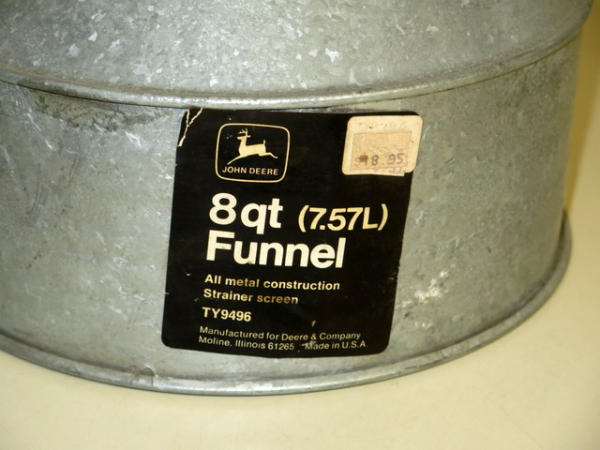 JOHN DEERE
8.95
8qt (7.57L)
Funnel
All metal construction
Strainer screen
TY9496
Manufactured for Deere & Company
Moline, Illinois 61265 Made in U.S.A.